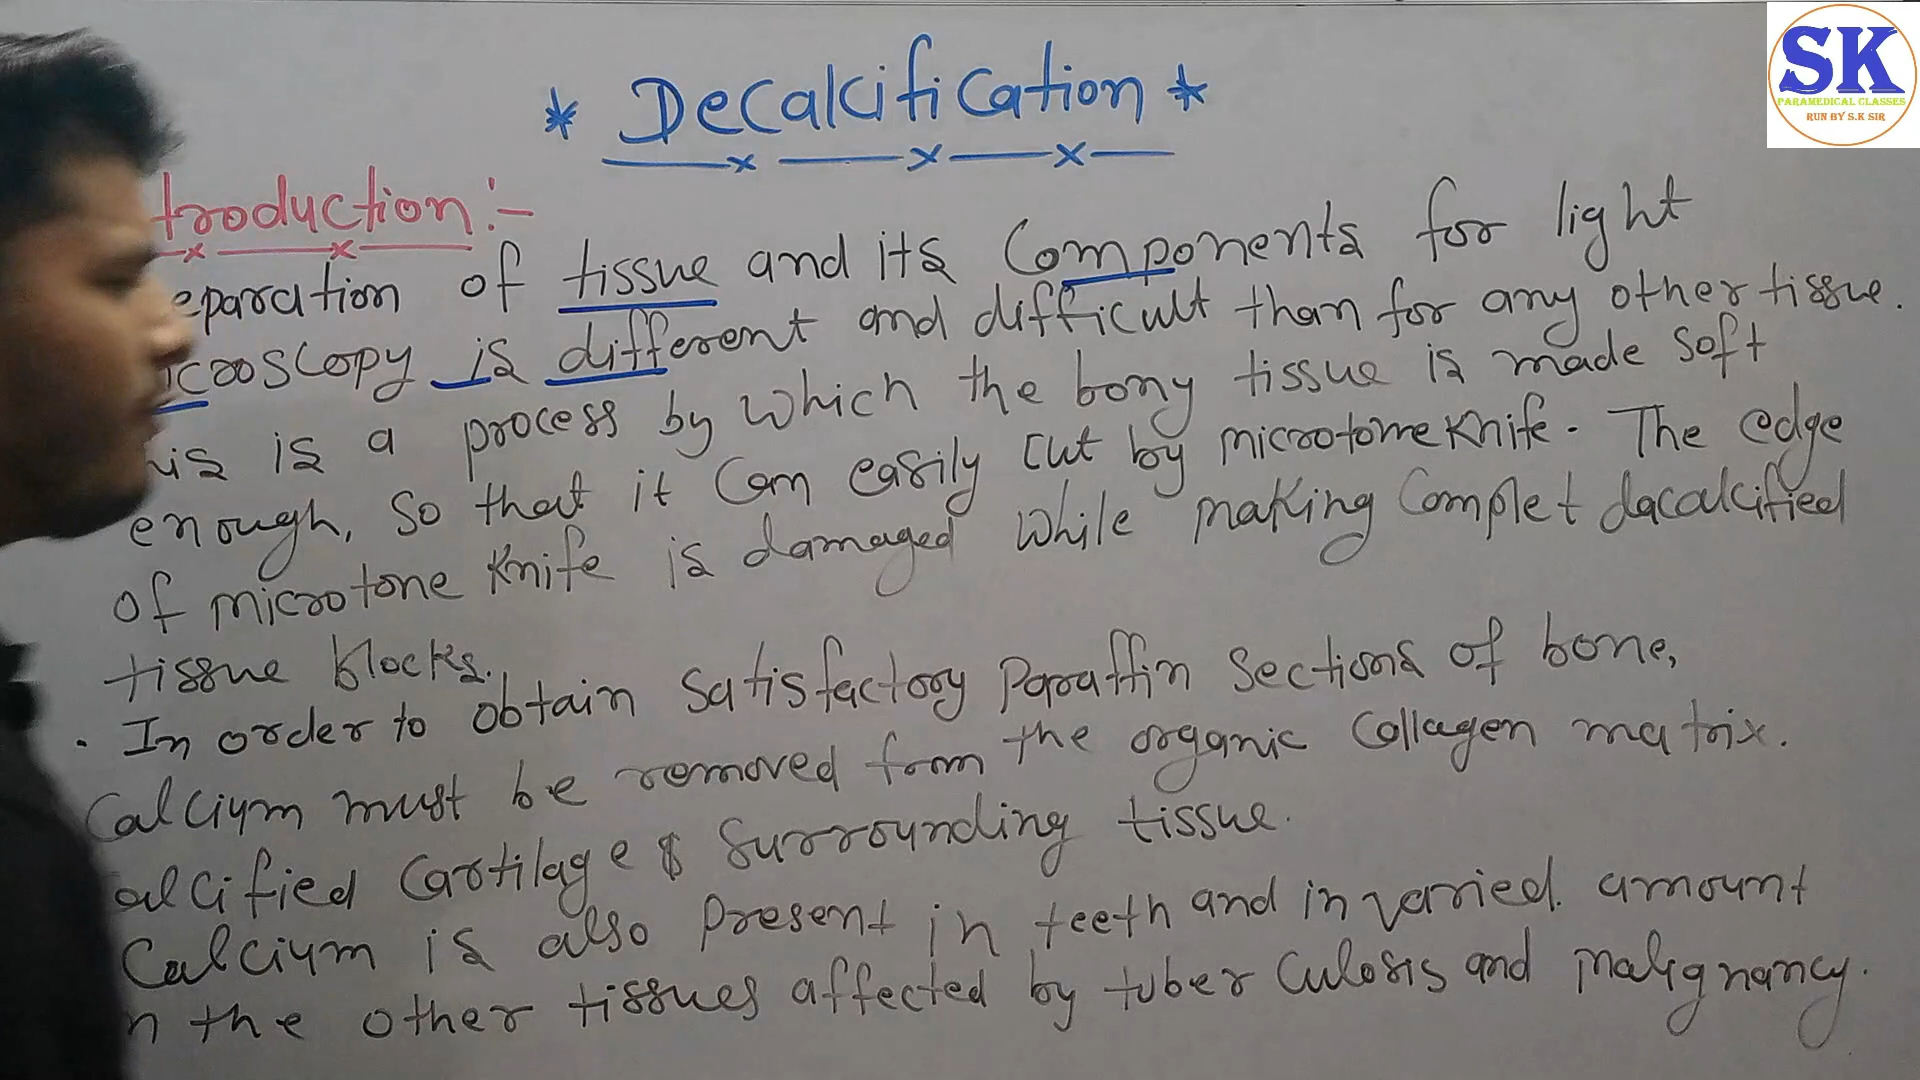 SK
PARAMEDICAL CLASSES
RUN BY S.K SIR
* Decalcification *
troduction:-
eparation of tissue and its Components for light
icroscopy is different and difficult than for any other tissue.
his is a process by which the bony tissue is made soft
enough, so that it Can easily cut by microtome Knife. The edge
of microtone Knife is damaged while making Complet dacalcified
tissue blocks.
. In order to obtain Satisfactory Paraffin Sections of bone,
Calcium must be removed from the organic Collagen matrix.
alcified Cartilage & Surrounding tissue.
Calcium is also present in teeth and in varied. amount
n the other tissues affected by tuber Culosis and malignancy.